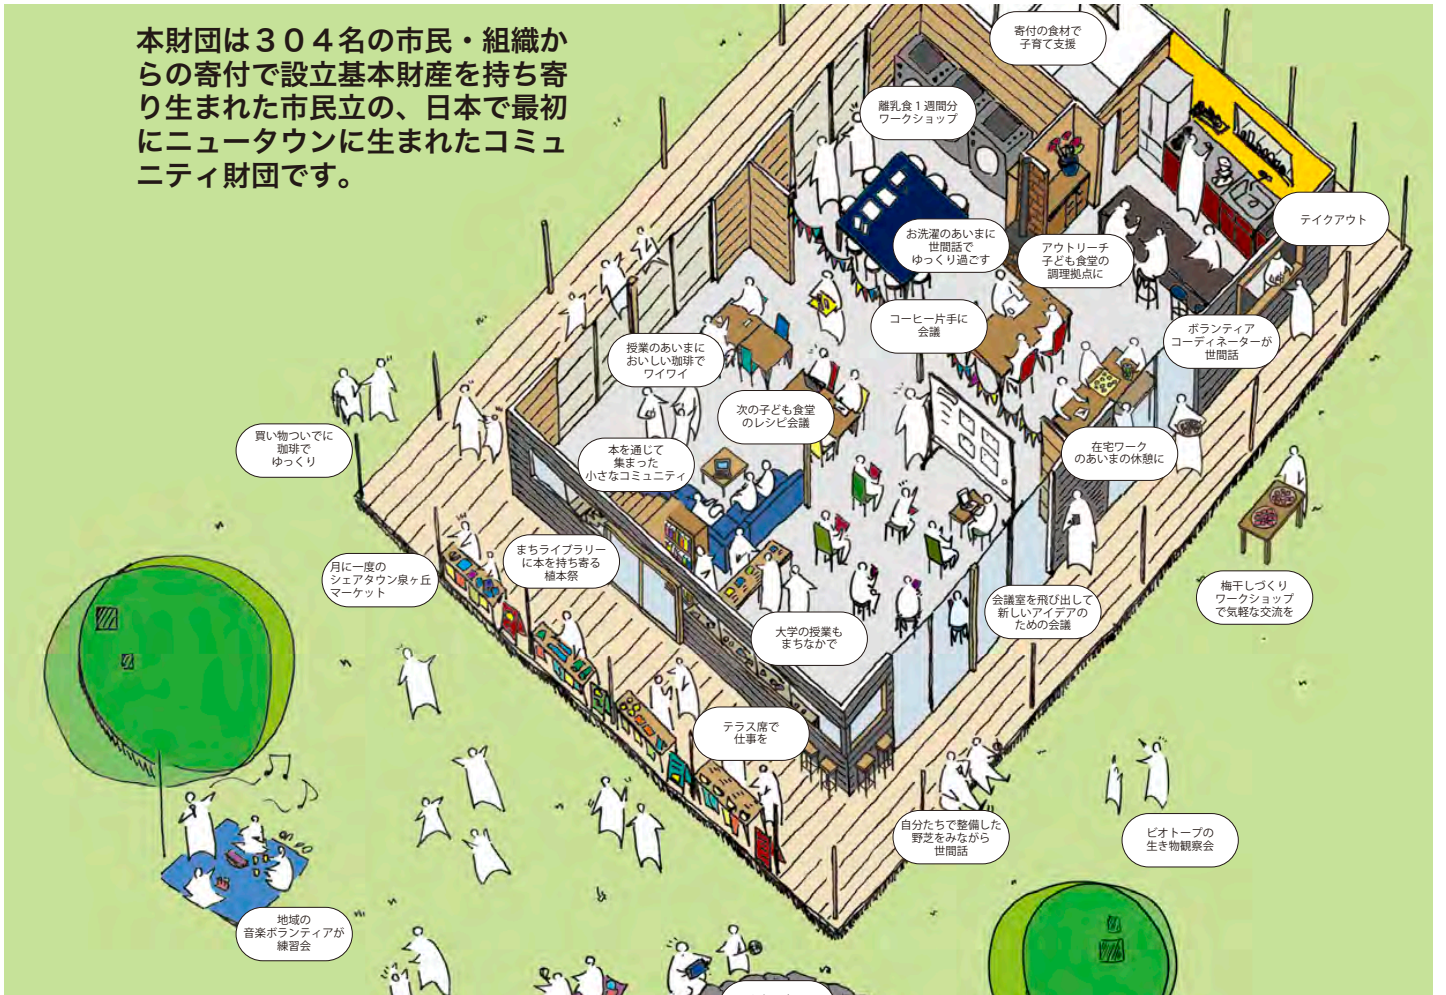 本財団は３０４名の市民・組織か
らの寄付で設立基本財産を持ち寄
り生まれた市民立の、日本で最初
にニュータウンに生まれたコミュ
ニティ財団です。
寄付の食材で
子育て支援
離乳食１週間分
ワークショップ
テイクアウト
お洗濯のあいまに
世間話で
ゆっくり過ごす
アウトリーチ
子ども食堂の
調理拠点に
コーヒー片手に
会議
ボランティア
コーディネーターが
世間話
授業のあいまに
おいしい珈琲で
ワイワイ
次の子ども食堂
のレシピ会議
買い物ついでに
珈琲で
ゆっくり
本を通じて
集まった
小さなコミュニティ
在宅ワーク
のあいまの休憩に
まちライブラリー
に本を持ち寄る
植本祭
月に一度の
シェアタウン泉ヶ丘
マーケット
梅干しづくり
ワークショップ
で気軽な交流を
会議室を飛び出して
新しいアイデアの
ための会議
大学の授業も
まちなかで
テラス席で
仕事を
自分たちで整備した
野芝をみながら
世間話
ビオトープの
生き物観察会
地域の
音楽ボランティアが
練習会